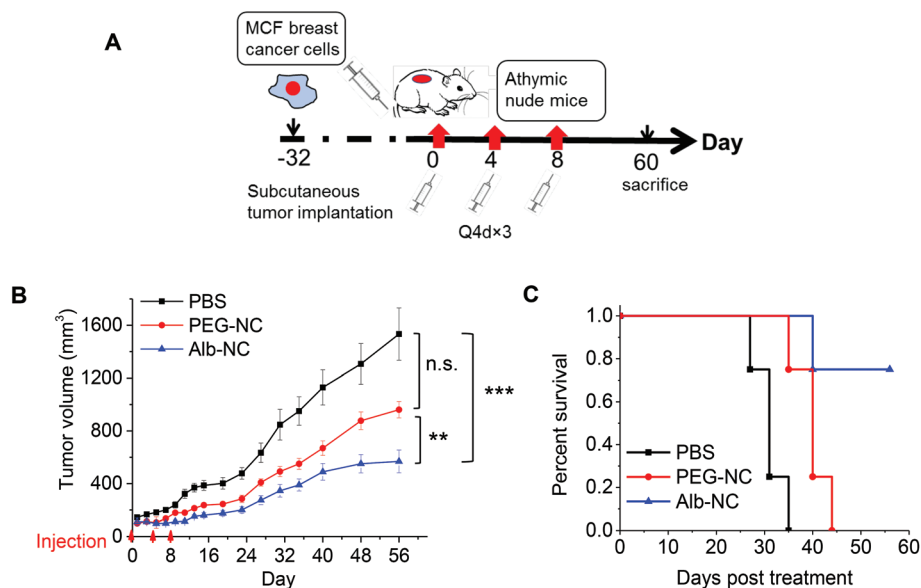 A
MCF breast
cancer cells
Athymic
nude mice
Day
-32
0
4
8
60
sacrifice
Subcutaneous
tumor implantation
Q4d×3
B
PBS
PEG-NC
Alb-NC
Tumor volume (mm³)
1600
1200
800
400
0
n.s.
***
**
Injection
0 8 16 24 32 40 48 56
Day
C
Percent survival
1.0
0.8
0.6
0.4
0.2
0.0
PBS
PEG-NC
Alb-NC
0 10 20 30 40 50 60
Days post treatment